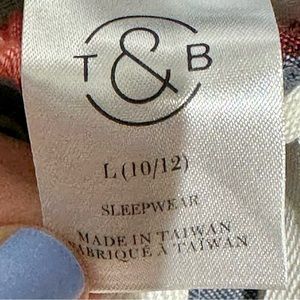 T & B
L (10/12)
SLEEPWEAR
MADE IN TAIWAN
FABRIQUÉ À TAIWAN